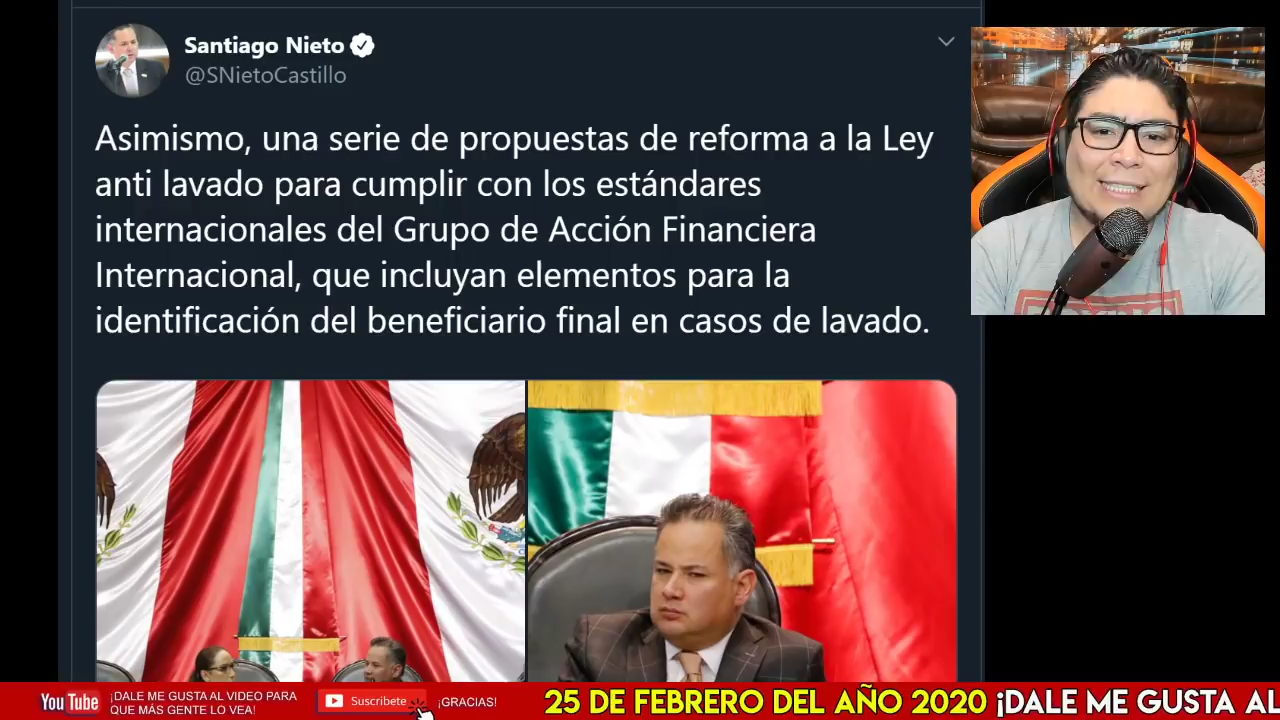 Santiago Nieto
@SNietoCastillo
Asimismo, una serie de propuestas de reforma a la Ley
anti lavado para cumplir con los estándares
internacionales del Grupo de Acción Financiera
Internacional, que incluyan elementos para la
identificación del beneficiario final en casos de lavado.
YouTube
¡DALE ME GUSTA AL VIDEO PARA
QUE MÁS GENTE LO VEA!
Suscribete
¡GRACIAS!
25 DE FEBRERO DEL AÑO 2020 ¡DALE ME GUSTA AL